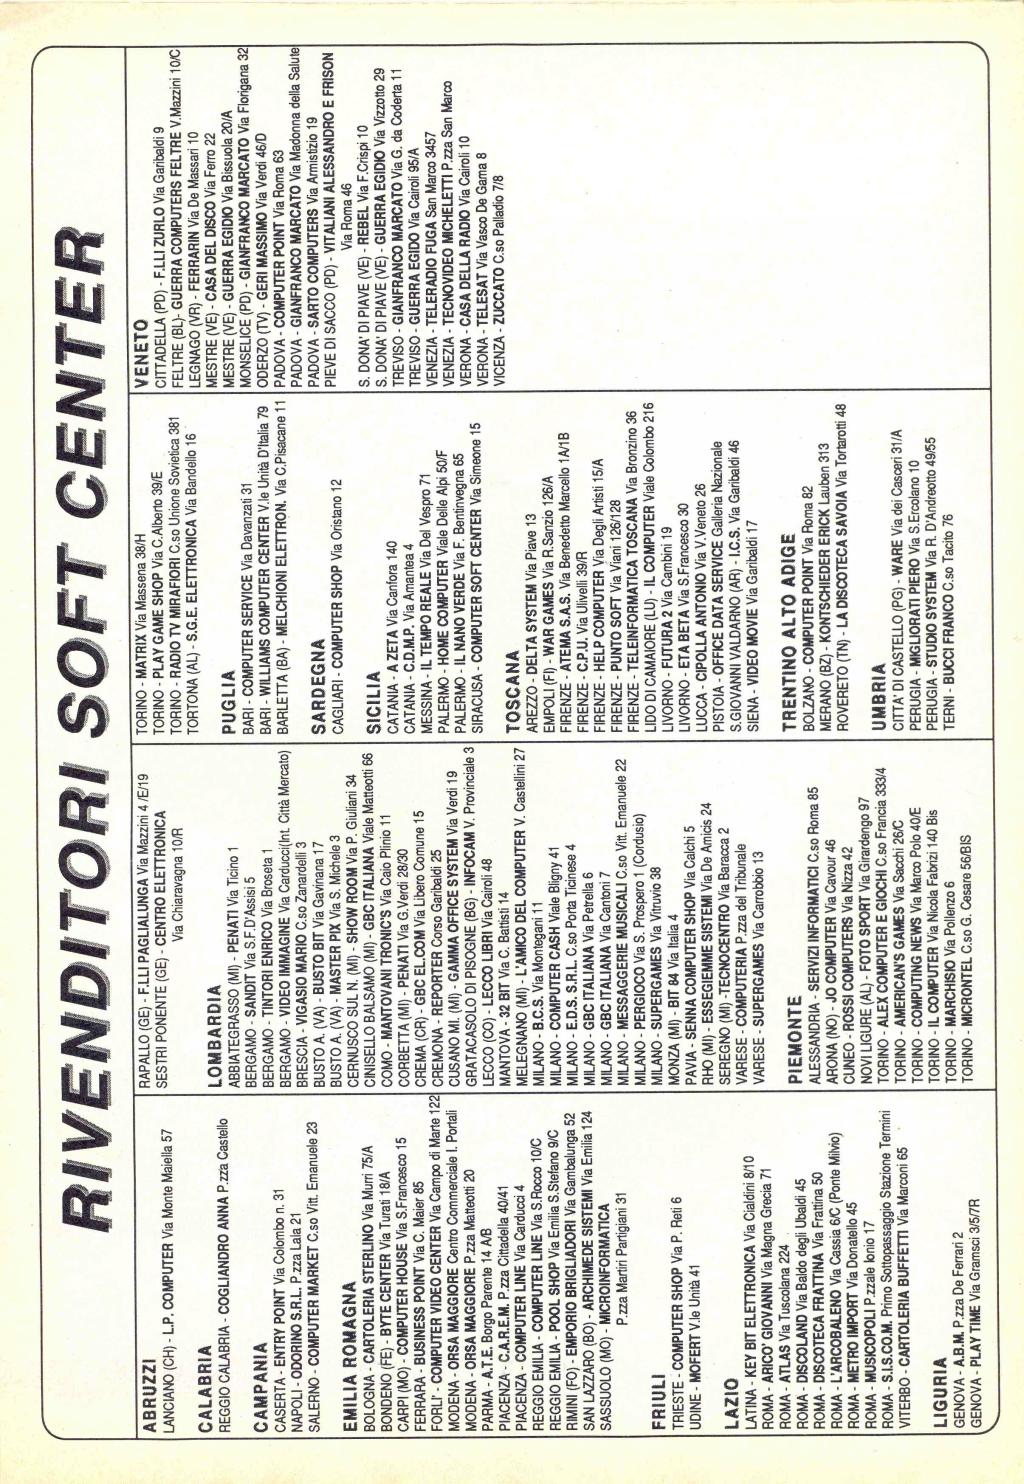 RIVENDITORI SOFT CENTER
ABRUZZI
LANCIANO (CH) - L.P. COMPUTER Via Monte Maiella 57
CALABRIA
REGGIO CALABRIA - COGLIANDRO ANNA P.zza Castello
CAMPANIA
CASERTA - ENTRY POINT Via Colombo n. 31
NAPOLI - ODORINO S.R.L. P.zza Lala 21
SALERNO - COMPUTER MARKET C.so Vitt. Emanuele 23
EMILIA ROMAGNA
BOLOGNA - CARTOLERIA STERLINO Via Murri 75/A
BONDENO (FE) - BYTE CENTER Via Turati 18/A
CARPI (MO) - COMPUTER HOUSE Via S.Francesco 15
FERRARA - BUSINESS POINT Via C. Maier 85
FORLI' - COMPUTER VIDEO CENTER Via Campo di Marte 122
MODENA - ORSA MAGGIORE Centro Commerciale I. Portali
MODENA - ORSA MAGGIORE P.zza Matteotti 20
PARMA - A.T.E. Borgo Parente 14 A/B
PIACENZA - C.A.R.E.M. P.zza Cittadella 40/41
PIACENZA - COMPUTER LINE Via Carducci 4
REGGIO EMILIA - COMPUTER LINE Via S.Rocco 10/C
REGGIO EMILIA - POOL SHOP Via Emilia S.Stefano 9/C
RIMINI (FO) - EMPORIO BRIGLIADORI Via Gambalunga 52
SAN LAZZARO (BO) - ARCHIMEDE SISTEMI Via Emilia 124
SASSUOLO (MO) - MICROINFORMATICA
P.zza Martiri Partigiani 31
FRIULI
TRIESTE - COMPUTER SHOP Via P. Reti 6
UDINE - MOFERT V.le Unità 41
LAZIO
LATINA - KEY BIT ELETTRONICA Via Cialdini 8/10
ROMA - ARICO' GIOVANNI Via Magna Grecia 71
ROMA - ATLAS Via Tuscolana 224
ROMA - DISCOLAND Via Baldo degli Ubaldi 45
ROMA - DISCOTECA FRATTINA Via Frattina 50
ROMA - L'ARCOBALENO Via Cassia 6/C (Ponte Milvio)
ROMA - METRO IMPORT Via Donatello 45
ROMA - MUSICOPOLI P.zzale Ionio 17
ROMA - S.IS.CO.M. Primo Sottopassaggio Stazione Termini
VITERBO - CARTOLERIA BUFFETTI Via Marconi 65
LIGURIA
GENOVA - A.B.M. P.zza De Ferrari 2
GENOVA - PLAY TIME Via Gramsci 3/5/7R
RAPALLO (GE) - F.LLI PAGLIALUNGA Via Mazzini 4 /E/19
SESTRI PONENTE (GE) - CENTRO ELETTRONICA
Via Chiaravagna 10/R
LOMBARDIA
ABBIATEGRASSO (MI) - PENATI Via Ticino 1
BERGAMO - SANDIT Via S.F.D'Assisi 5
BERGAMO - TINTORI ENRICO Via Broseta 1
BERGAMO - VIDEO IMMAGINE Via Carducci(Int. Città Mercato)
BRESCIA - VIGASIO MARIO C.so Zanardelli 3
BUSTO A. (VA) - BUSTO BIT Via Gavinana 17
BUSTO A. (VA) - MASTER PIX Via S. Michele 3
CERNUSCO SUL N. (MI) - SHOW ROOM Via P. Giuliani 34
CINISELLO BALSAMO (MI) - GBC ITALIANA Viale Matteotti 66
COMO - MANTOVANI TRONIC'S Via Caio Plinio 11
CORBETTA (MI) - PENATI Via G.Verdi 28/30
CREMA (CR) - GBC EL.COM Via Libero Comune 15
CREMONA - REPORTER Corso Garibaldi 25
CUSANO MI. (MI) - GAMMA OFFICE SYSTEM Via Verdi 19
GRATACASOLO DI PISOGNE (BG) - INFOCAM V. Provinciale 3
LECCO (CO) - LECCO LIBRI Via Cairoli 48
MANTOVA - 32 BIT Via C. Battisti 14
MELEGNANO (MI) - L'AMICO DEL COMPUTER V. Castellini 27
MILANO - B.C.S. Via Montegani 11
MILANO - COMPUTER CASH Viale Bligny 41
MILANO - E.D.S. S.R.L. C.so Porta Ticinese 4
MILANO - GBC ITALIANA Via Petrella 6
MILANO - GBC ITALIANA Via Cantoni 7
MILANO - MESSAGGERIE MUSICALI C.so Vitt. Emanuele 22
MILANO - PERGIOCO Via S. Prospero 1 (Cordusio)
MILANO - SUPERGAMES Via Vitruvio 38
MONZA (MI) - BIT 84 Via Italia 4
PAVIA - SENNA COMPUTER SHOP Via Calchi 5
RHO (MI) - ESSEGIEMME SISTEMI Via De Amicis 24
SEREGNO (MI) - TECNOCENTRO Via Baracca 2
VARESE - COMPUTERIA P.zza del Tribunale
VARESE - SUPERGAMES Via Carrobbio 13
PIEMONTE
ALESSANDRIA - SERVIZI INFORMATICI C.so Roma 85
ARONA (NO) - JO COMPUTER Via Cavour 46
CUNEO - ROSSI COMPUTERS Via Nizza 42
NOVI LIGURE (AL) - FOTO SPORT Via Girardengo 97
TORINO - ALEX COMPUTER E GIOCHI C.so Francia 333/4
TORINO - AMERICAN'S GAMES Via Sacchi 26/C
TORINO - COMPUTING NEWS Via Marco Polo 40/E
TORINO - IL COMPUTER Via Nicola Fabrizi 140 Bis
TORINO - MARCHISIO Via Pollenzo 6
TORINO - MICRONTEL C.so G. Cesare 56/BIS
TORINO - MATRIX Via Massena 38/H
TORINO - PLAY GAME SHOP Via C.Alberto 39/E
TORINO - RADIO TV MIRAFIORI C.so Unione Sovietica 381
TORTONA (AL) - S.G.E. ELETTRONICA Via Bandello 16
PUGLIA
BARI - COMPUTER SERVICE Via Davanzati 31
BARI - WILLIAMS COMPUTER CENTER V.le Unità D'Italia 79
BARLETTA (BA) - MELCHIONI ELETTRON. Via C.Pisacane 11
SARDEGNA
CAGLIARI - COMPUTER SHOP Via Oristano 12
SICILIA
CATANIA - A ZETA Via Canfora 140
CATANIA - C.D.M.P. Via Amantea 4
MESSINA - IL TEMPO REALE Via Del Vespro 71
PALERMO - HOME COMPUTER Viale Delle Alpi 50/F
PALERMO - IL NANO VERDE Via F. Bentinvegna 65
SIRACUSA - COMPUTER SOFT CENTER Via Simeone 15
TOSCANA
AREZZO - DELTA SYSTEM Via Piave 13
EMPOLI (FI) - WAR GAMES Via R.Sanzio 126/A
FIRENZE - ATEMA S.A.S. Via Benedetto Marcello 1A/1B
FIRENZE - C.P.U. Via Ulivelli 39/R
FIRENZE - HELP COMPUTER Via Degli Artisti 15/A
FIRENZE - PUNTO SOFT Via Viani 126/128
FIRENZE - TELEINFORMATICA TOSCANA Via Bronzino 36
LIDO DI CAMAIORE (LU) - IL COMPUTER Viale Colombo 216
LIVORNO - FUTURA 2 Via Cambini 19
LIVORNO - ETA BETA Via S.Francesco 30
LUCCA - CIPOLLA ANTONIO Via V.Veneto 26
PISTOIA - OFFICE DATA SERVICE Galleria Nazionale
S.GIOVANNI VALDARNO (AR) - I.C.S. Via Garibaldi 46
SIENA - VIDEO MOVIE Via Garibaldi 17
TRENTINO ALTO ADIGE
BOLZANO - COMPUTER POINT Via Roma 82
MERANO (BZ) - KONTSCHIEDER ERICK Lauben 313
ROVERETO (TN) - LA DISCOTECA SAVOIA Via Tortarotti 48
UMBRIA
CITTA' DI CASTELLO (PG) - WARE Via dei Casceri 31/A
PERUGIA - MIGLIORATI PIERO Via S.Ercolano 10
PERUGIA - STUDIO SYSTEM Via R. D'Andreotto 49/55
TERNI - BUCCI FRANCO C.so Tacito 76
VENETO
CITTADELLA (PD) - F.LLI ZURLO Via Garibaldi 9
FELTRE (BL)- GUERRA COMPUTERS FELTRE V.Mazzini 10/C
LEGNAGO (VR) - FERRARIN Via De Massari 10
MESTRE (VE) - CASA DEL DISCO Via Ferro 22
MESTRE (VE) - GUERRA EGIDIO Via Bissuola 20/A
MONSELICE (PD) - GIANFRANCO MARCATO Via Florigana 32
ODERZO (TV) - GERI MASSIMO Via Verdi 46/D
PADOVA - COMPUTER POINT Via Roma 63
PADOVA - GIANFRANCO MARCATO Via Madonna della Salute
PADOVA - SARTO COMPUTERS Via Armistizio 19
PIEVE DI SACCO (PD) - VITALIANI ALESSANDRO E FRISON
Via Roma 46
S. DONA' DI PIAVE (VE) - REBEL Via F.Crispi 10
S. DONA' DI PIAVE (VE) - GUERRA EGIDIO Via Vizzotto 29
TREVISO - GIANFRANCO MARCATO Via G. da Coderta 11
TREVISO - GUERRA EGIDO Via Cairoli 95/A
VENEZIA - TELERADIO FUGA San Marco 3457
VENEZIA - TECNOVIDEO MICHELETTI P.zza San Marco
VERONA - CASA DELLA RADIO Via Cairoli 10
VERONA - TELESAT Via Vasco De Gama 8
VICENZA - ZUCCATO C.so Palladio 7/8